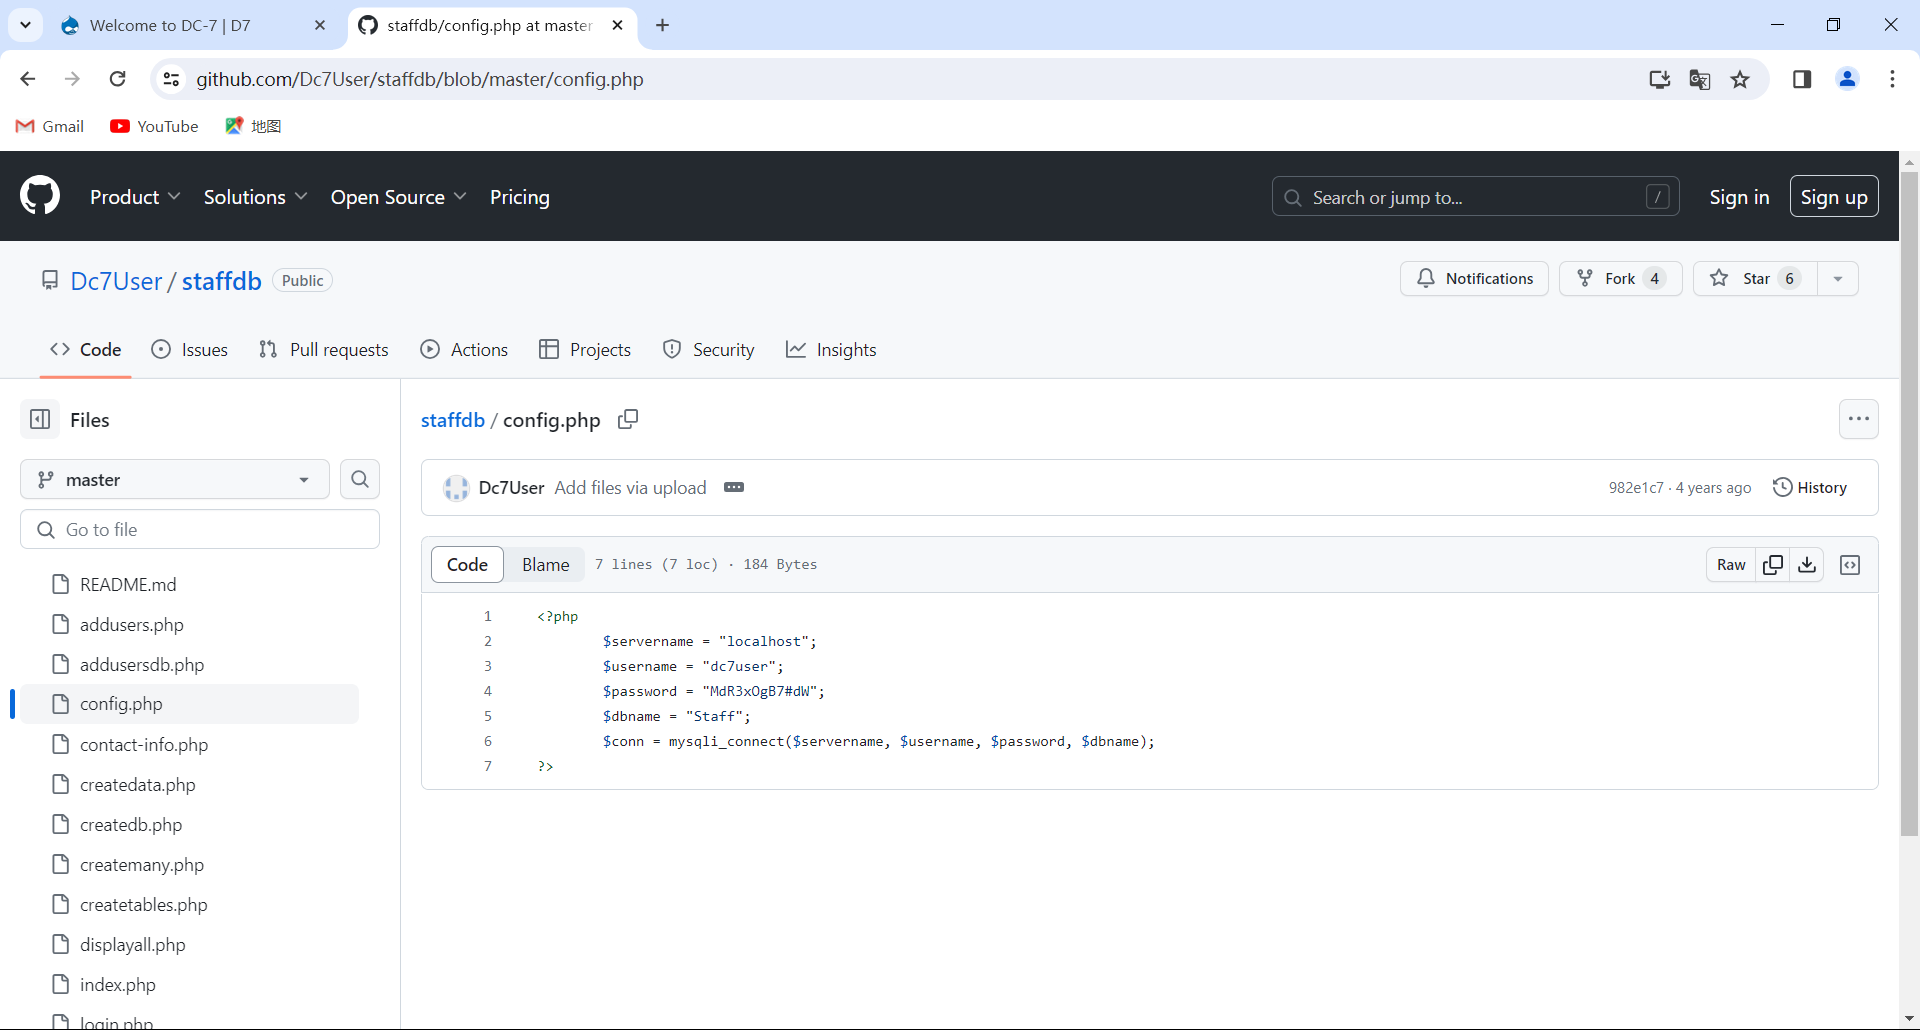 Welcome to DC-7 | D7
staffdb/config.php at master
github.com/Dc7User/staffdb/blob/master/config.php
Gmail YouTube 地图
Product Solutions Open Source Pricing Search or jump to... / Sign in Sign up
Dc7User / staffdb Public Notifications Fork 4 Star 6
Code Issues Pull requests Actions Projects Security Insights
Files
master
Go to file
README.md
addusers.php
addusersdb.php
config.php
contact-info.php
createdata.php
createdb.php
createmany.php
createtables.php
displayall.php
index.php
login.php
staffdb / config.php
Dc7User Add files via upload 982e1c7 · 4 years ago History
Code Blame 7 lines (7 loc) · 184 Bytes Raw
1 <?php
2 $servername = "localhost";
3 $username = "dc7user";
4 $password = "MdR3xOgB7#dW";
5 $dbname = "Staff";
6 $conn = mysqli_connect($servername, $username, $password, $dbname);
7 ?>